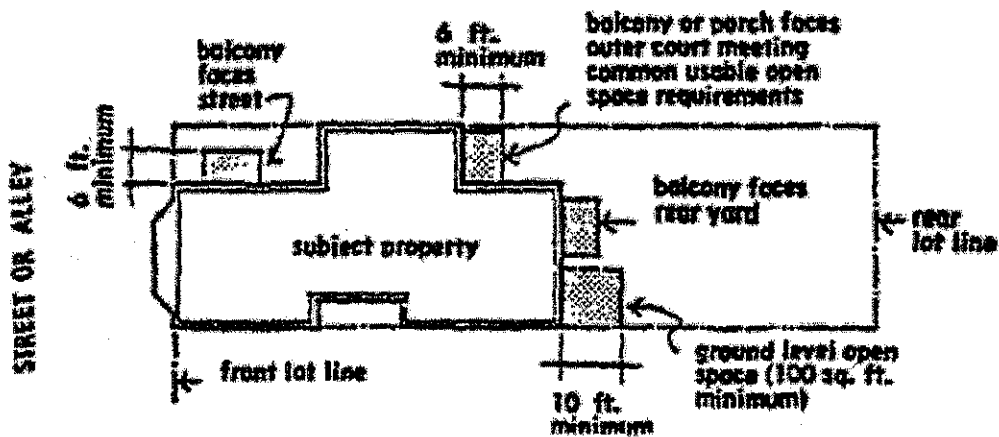 balcony
faces
street
6 ft.
minimum
balcony or porch faces
outer court meeting
common usable open
space requirements
6 ft.
minimum
STREET OR ALLEY
balcony faces
rear yard
rear
lot line
subject property
front lot line
10 ft.
minimum
ground level open
space (100 sq. ft.
minimum)